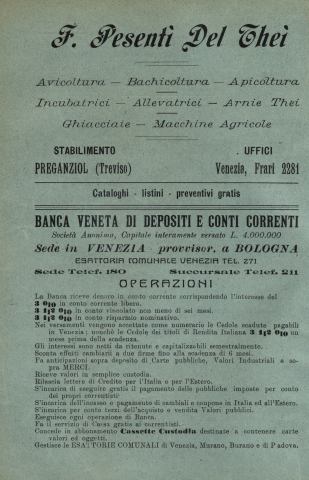 F. Pesenti Del Thei
Avicoltura — Bachicoltura — Apicoltura
Incubatrici — Allevatrici — Arnie Thei
Ghiacciaie — Macchine Agricole
STABILIMENTO
PREGANZIOL (Treviso)
UFFICI
Venezia, Frari 2281
Cataloghi - listini - preventivi gratis
BANCA VENETA DI DEPOSITI E CONTI CORRENTI
Società Anonima, Capitale interamente versato L. 4.000.000
Sede in VENEZIA - provvisor. a BOLOGNA
ESATTORIA COMUNALE VENEZIA TEL. 271
Sede Telef. 180 Succursale Telef. 211
OPERAZIONI
La Banca riceve denaro in conto corrente corrispondendo l'interesse del
3 0|0 in conto corrente libero.
3 1|2 0|0 in conto vincolato non meno di sei mesi.
3 1|2 0|0 in conto risparmio nominativo.
Nei versamenti vengono accettate come numerario le Cedole scadute pagabili
in Venezia; nonchè le Cedole dei titoli di Rendita Italiana 3 1|2 0|0 un
mese prima della scadenza.
Gli interessi sono netti da ritenute e capitalizzabili semestralmente.
Sconta effetti cambiarii a due firme fino alla scadenza di 6 mesi.
Fa anticipazioni sopra deposito di Carte pubbliche, Valori Industriali e so-
pra MERCI.
Riceve valori in semplice custodia.
Rilascia lettere di Credito per l'Italia e per l'Estero.
S'incarica di eseguire gratis il pagamento delle pubbliche imposte per conto
dei propri correntisti
S'incarica dell'incasso e pagamento di cambiali e coupons in Italia ed all'Estero.
S'incarica per conto terzi dell'acquisto e vendita Valori pubblici.
Eseguisce ogni operazione di Banca.
Fa il servizio di Cassa gratis ai correntisti.
Concede in abbonamento Cassette Custodia destinate a contenere carte
valori ed oggetti.
Gestisce le ESATTORIE COMUNALI di Venezia, Murano, Burano e di Padova.